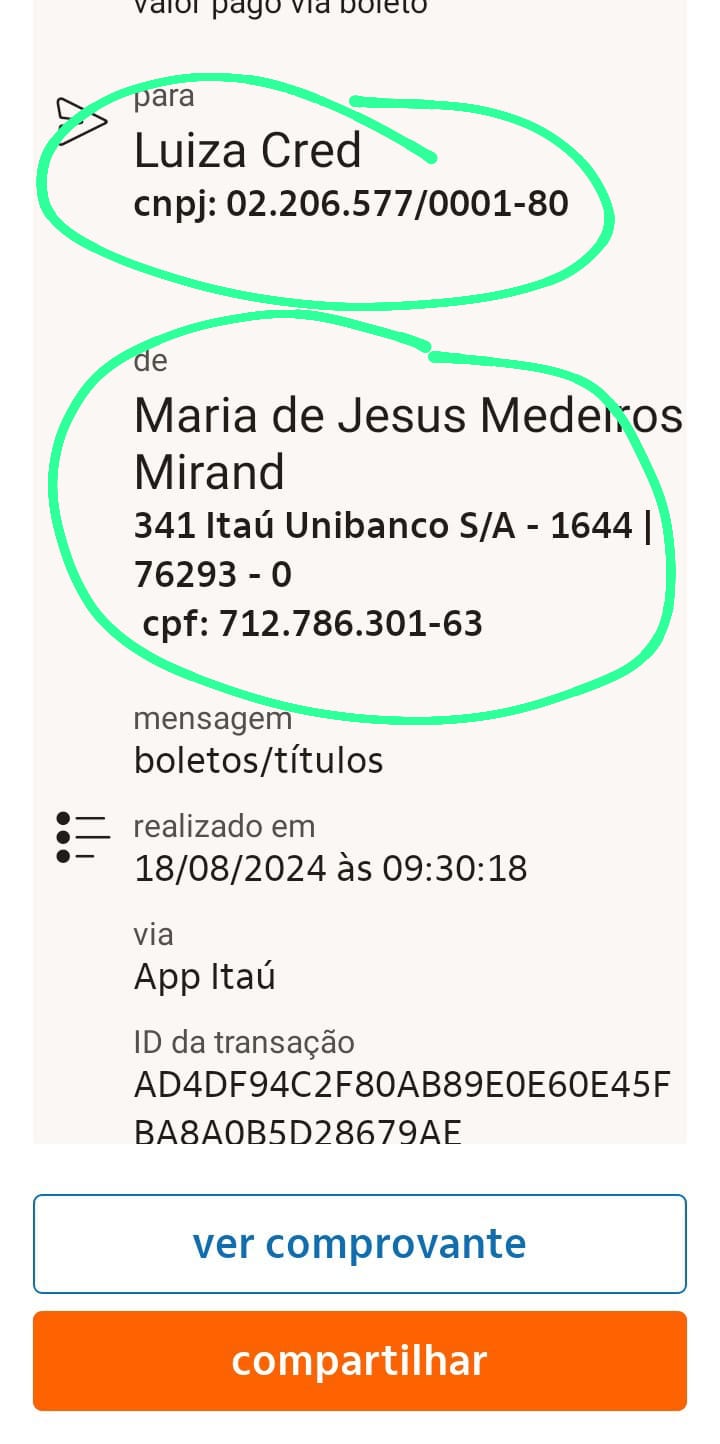 valor pago via boleto
para
Luiza Cred
cnpj: 02.206.577/0001-80
de
Maria de Jesus Medeiros
Mirand
341 Itaú Unibanco S/A - 1644 |
76293 - 0
cpf: 712.786.301-63
mensagem
boletos/títulos
realizado em
18/08/2024 às 09:30:18
via
App Itaú
ID da transação
AD4DF94C2F80AB89E0E60E45F
BA8A0B5D28679AE
ver comprovante
compartilhar